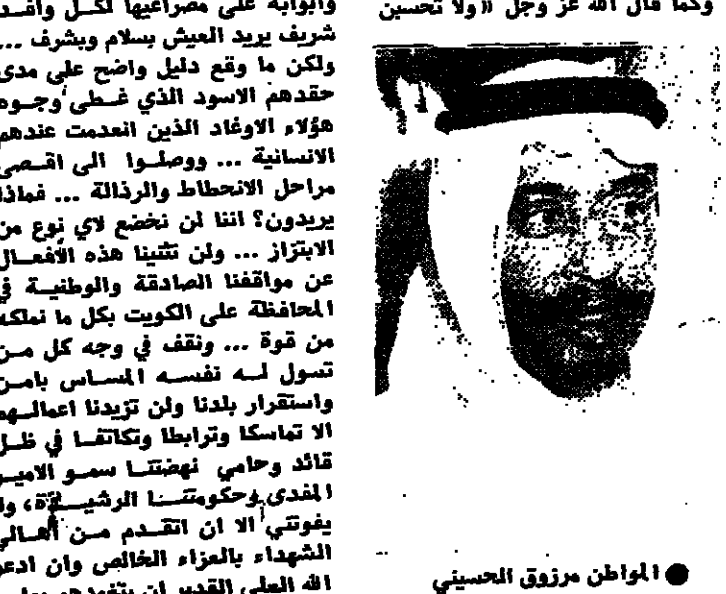 وكما قال الله عز وجل «ولا تحسبن
● المواطن مرزوق الحسيني
وأبوابه على مصراعيها لكل وافد
شريف يريد العيش بسلام وبشرف ...
ولكن ما وقع دليل واضح على مدى
حقدهم الاسود الذي غطى وجوه
هؤلاء الاوغاد الذين انعدمت عندهم
الانسانية ... ووصلوا الى اقصى
مراحل الانحطاط والرذالة ... فماذا
يريدون؟ اننا لن نخضع لاي نوع من
الابتزاز ... ولن تثنينا هذه الأفعال
عن مواقفنا الصادقة والوطنية في
المحافظة على الكويت بكل ما نملكه
من قوة ... ونقف في وجه كل من
تسول له نفسه المساس بامن
واستقرار بلدنا ولن تزيدنا اعمالهم
الا تماسكا وترابطا وتكاتفا في ظل
قائد وحامي نهضتنا سمو الامير
المفدى وحكومتنا الرشيدة، ولا
يفوتني الا ان اتقدم من أهالي
الشهداء بالعزاء الخالص وان ادعو
الله العلي القدير ان